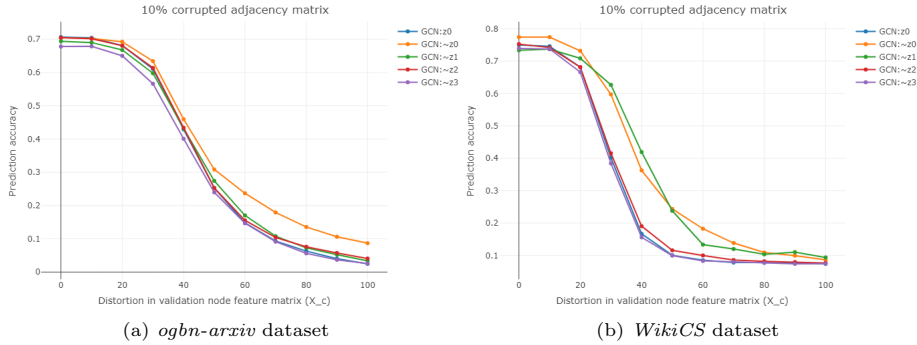 10% corrupted adjacency matrix
0.7
0.6
0.5
0.4
0.3
0.2
0.1
0
Prediction accuracy
0
20
40
60
80
100
Distortion in validation node feature matrix (X_c)
GCN:z0
GCN:~z0
GCN:~z1
GCN:~z2
GCN:~z3
(a) ogbn-arxiv dataset
10% corrupted adjacency matrix
0.8
0.7
0.6
0.5
0.4
0.3
0.2
0.1
Prediction accuracy
0
20
40
60
80
100
Distortion in validation node feature matrix (X_c)
GCN:z0
GCN:~z0
GCN:~z1
GCN:~z2
GCN:~z3
(b) WikiCS dataset